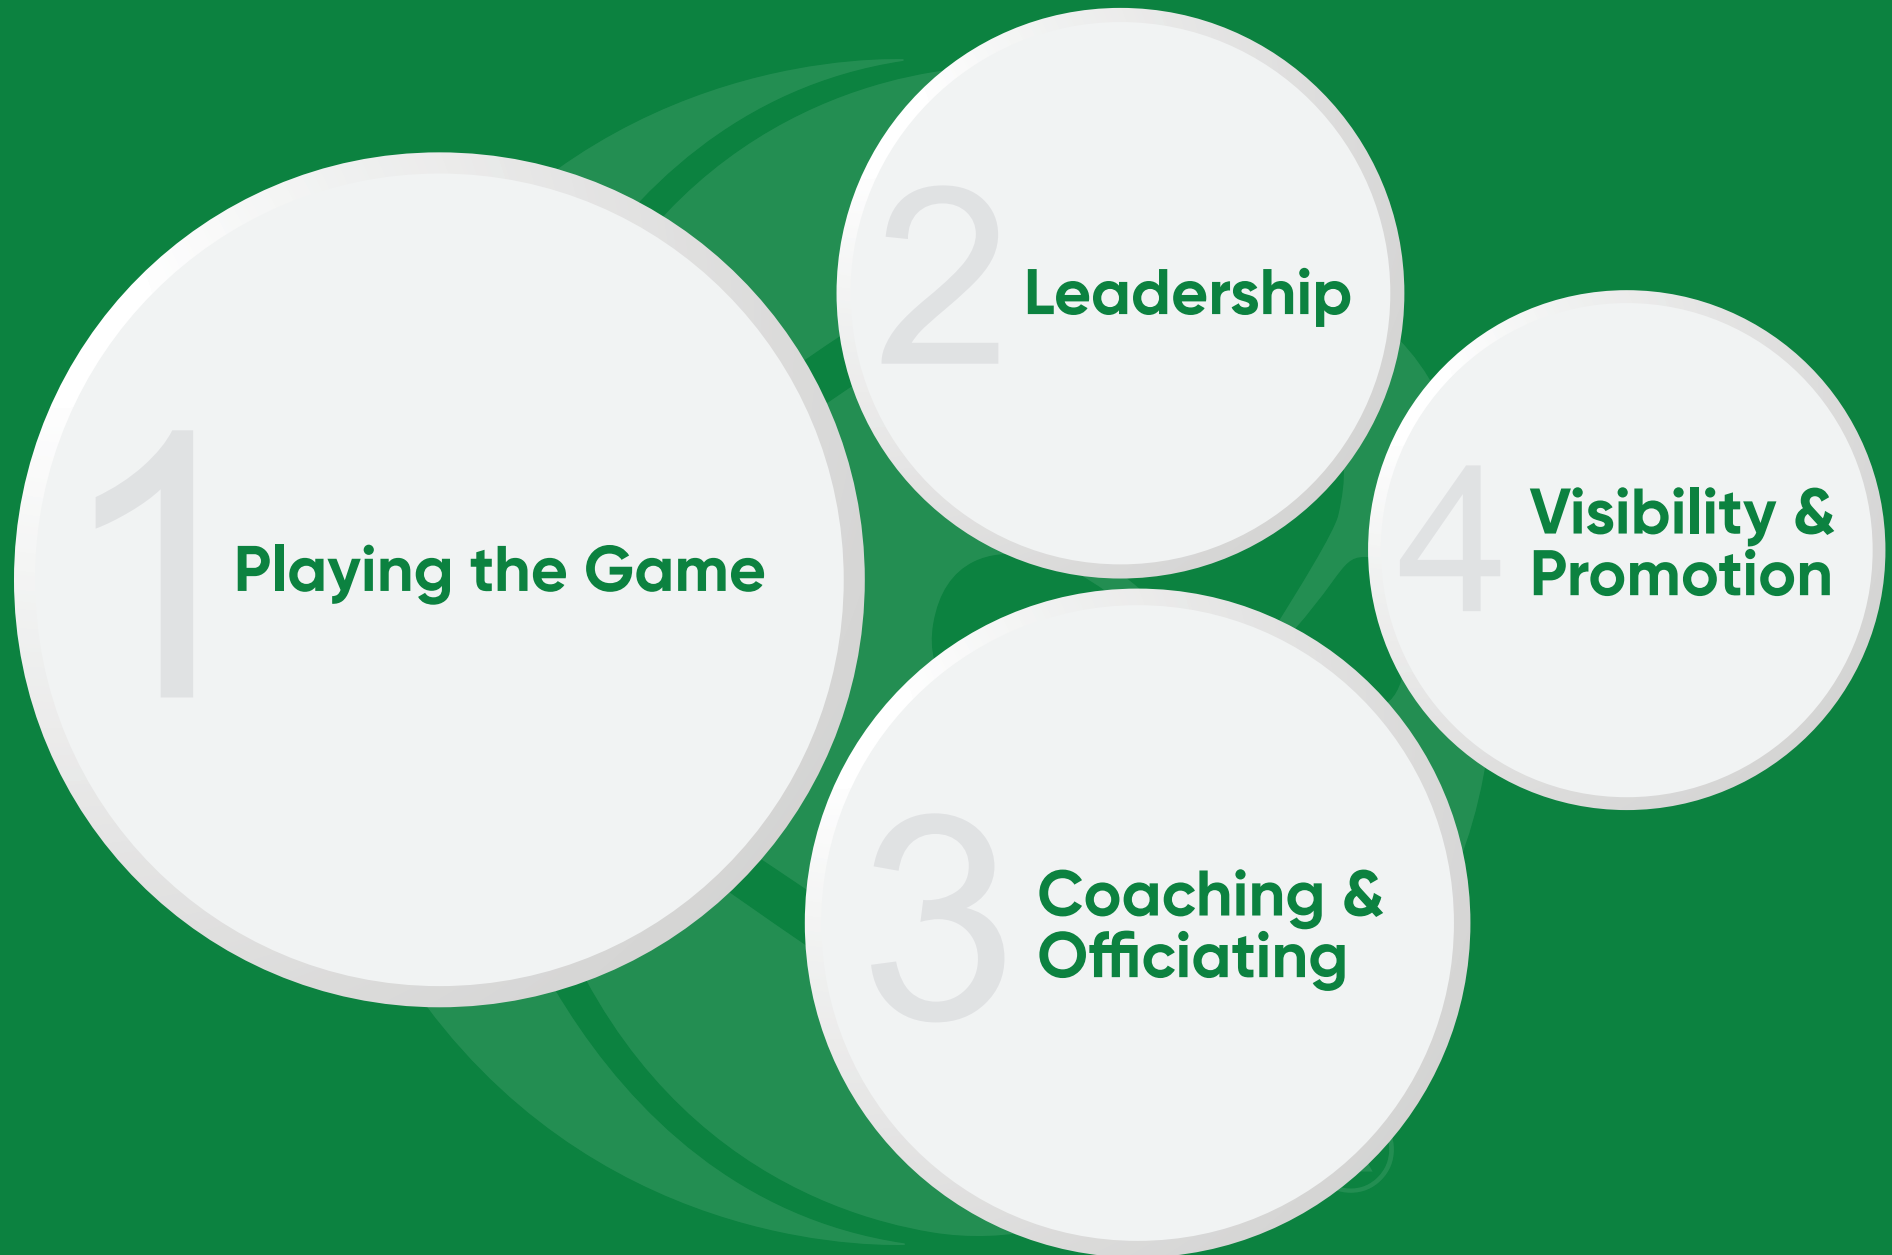 1
Playing the Game
2
Leadership
3
Coaching &
Officiating
4
Visibility &
Promotion